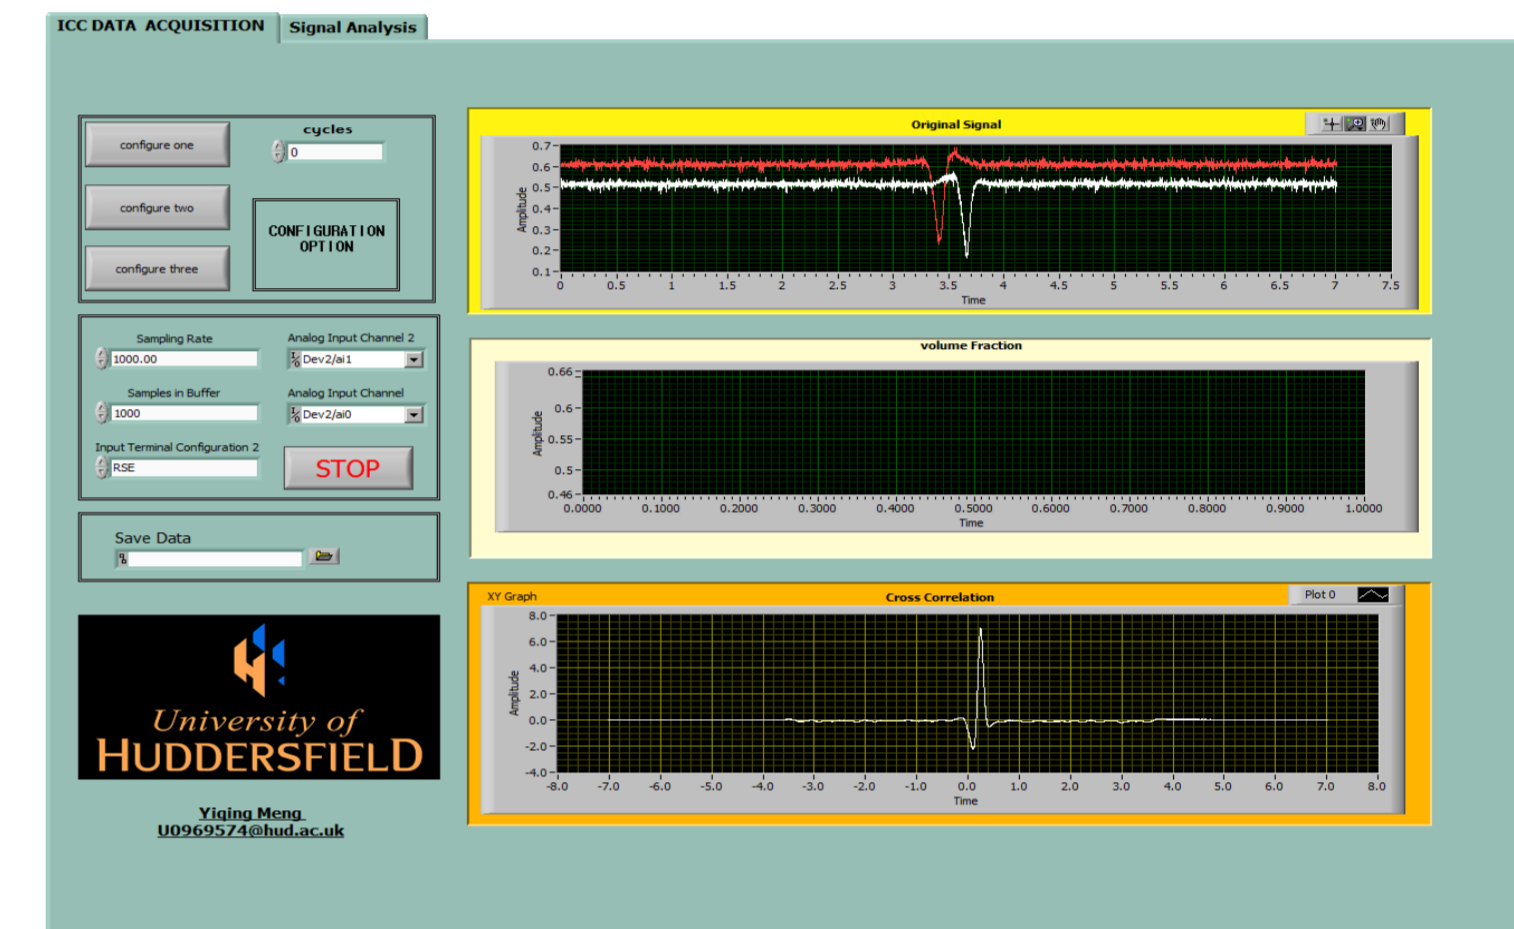 ICC DATA  ACQUISITION
Signal Analysis
configure one
cycles
0
configure two
CONFIGURATION
OPTION
configure three
Sampling Rate
1000.00
Analog Input Channel 2
Dev2/ai1
Samples in Buffer
1000
Analog Input Channel
Dev2/ai0
Input Terminal Configuration 2
RSE
STOP
Save Data
University of
HUDDERSFIELD
Yiqing Meng
U0969574@hud.ac.uk
Original Signal
Amplitude
0.7
0.6
0.5
0.4
0.3
0.2
0.1
0 0.5 1 1.5 2 2.5 3 3.5 4 4.5 5 5.5 6 6.5 7 7.5
Time
volume Fraction
Amplitude
0.66
0.6
0.55
0.5
0.46
0.0000 0.1000 0.2000 0.3000 0.4000 0.5000 0.6000 0.7000 0.8000 0.9000 1.0000
Time
XY Graph
Cross Correlation
Plot 0
Amplitude
8.0
6.0
4.0
2.0
0.0
-2.0
-4.0
-8.0 -7.0 -6.0 -5.0 -4.0 -3.0 -2.0 -1.0 0.0 1.0 2.0 3.0 4.0 5.0 6.0 7.0 8.0
Time